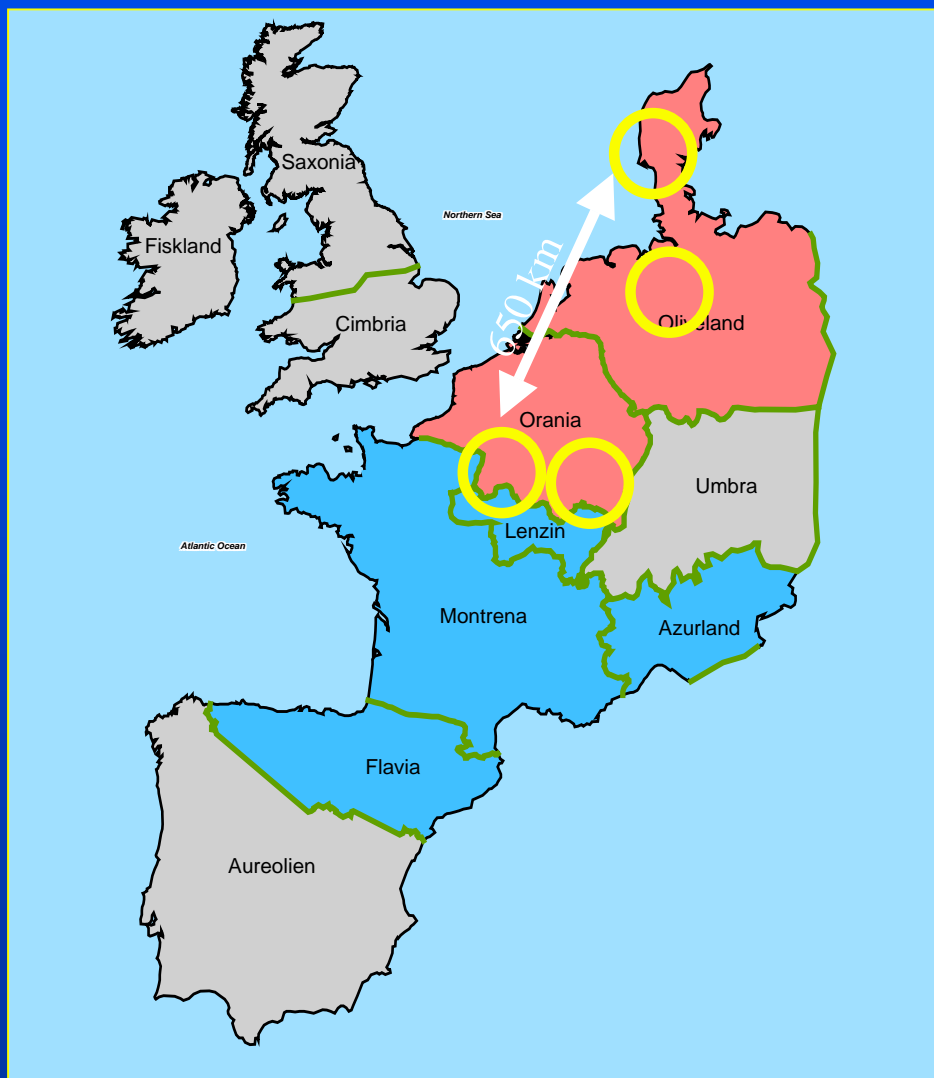 Saxonia
Northern Sea
Fiskland
650 km
Cimbria
Oliveland
Orania
Umbra
Lenzin
Atlantic Ocean
Montrena
Azurland
Flavia
Aureolien